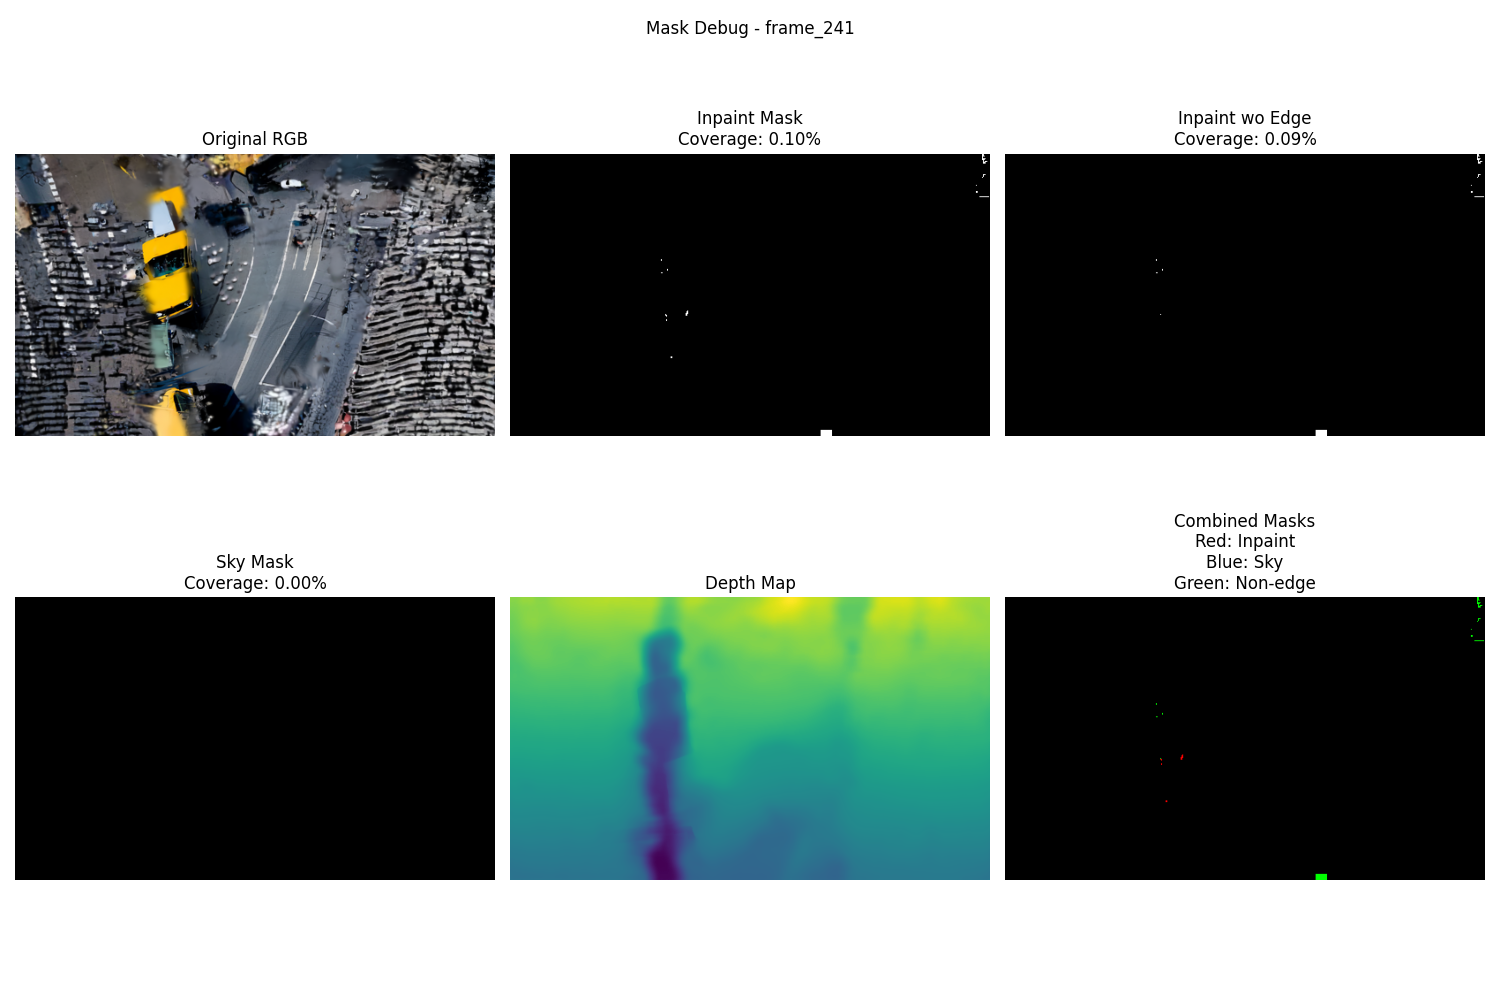 Mask Debug - frame_241
Original RGB
Inpaint Mask
Coverage: 0.10%
Inpaint wo Edge
Coverage: 0.09%
Sky Mask
Coverage: 0.00%
Depth Map
Combined Masks
Red: Inpaint
Blue: Sky
Green: Non-edge